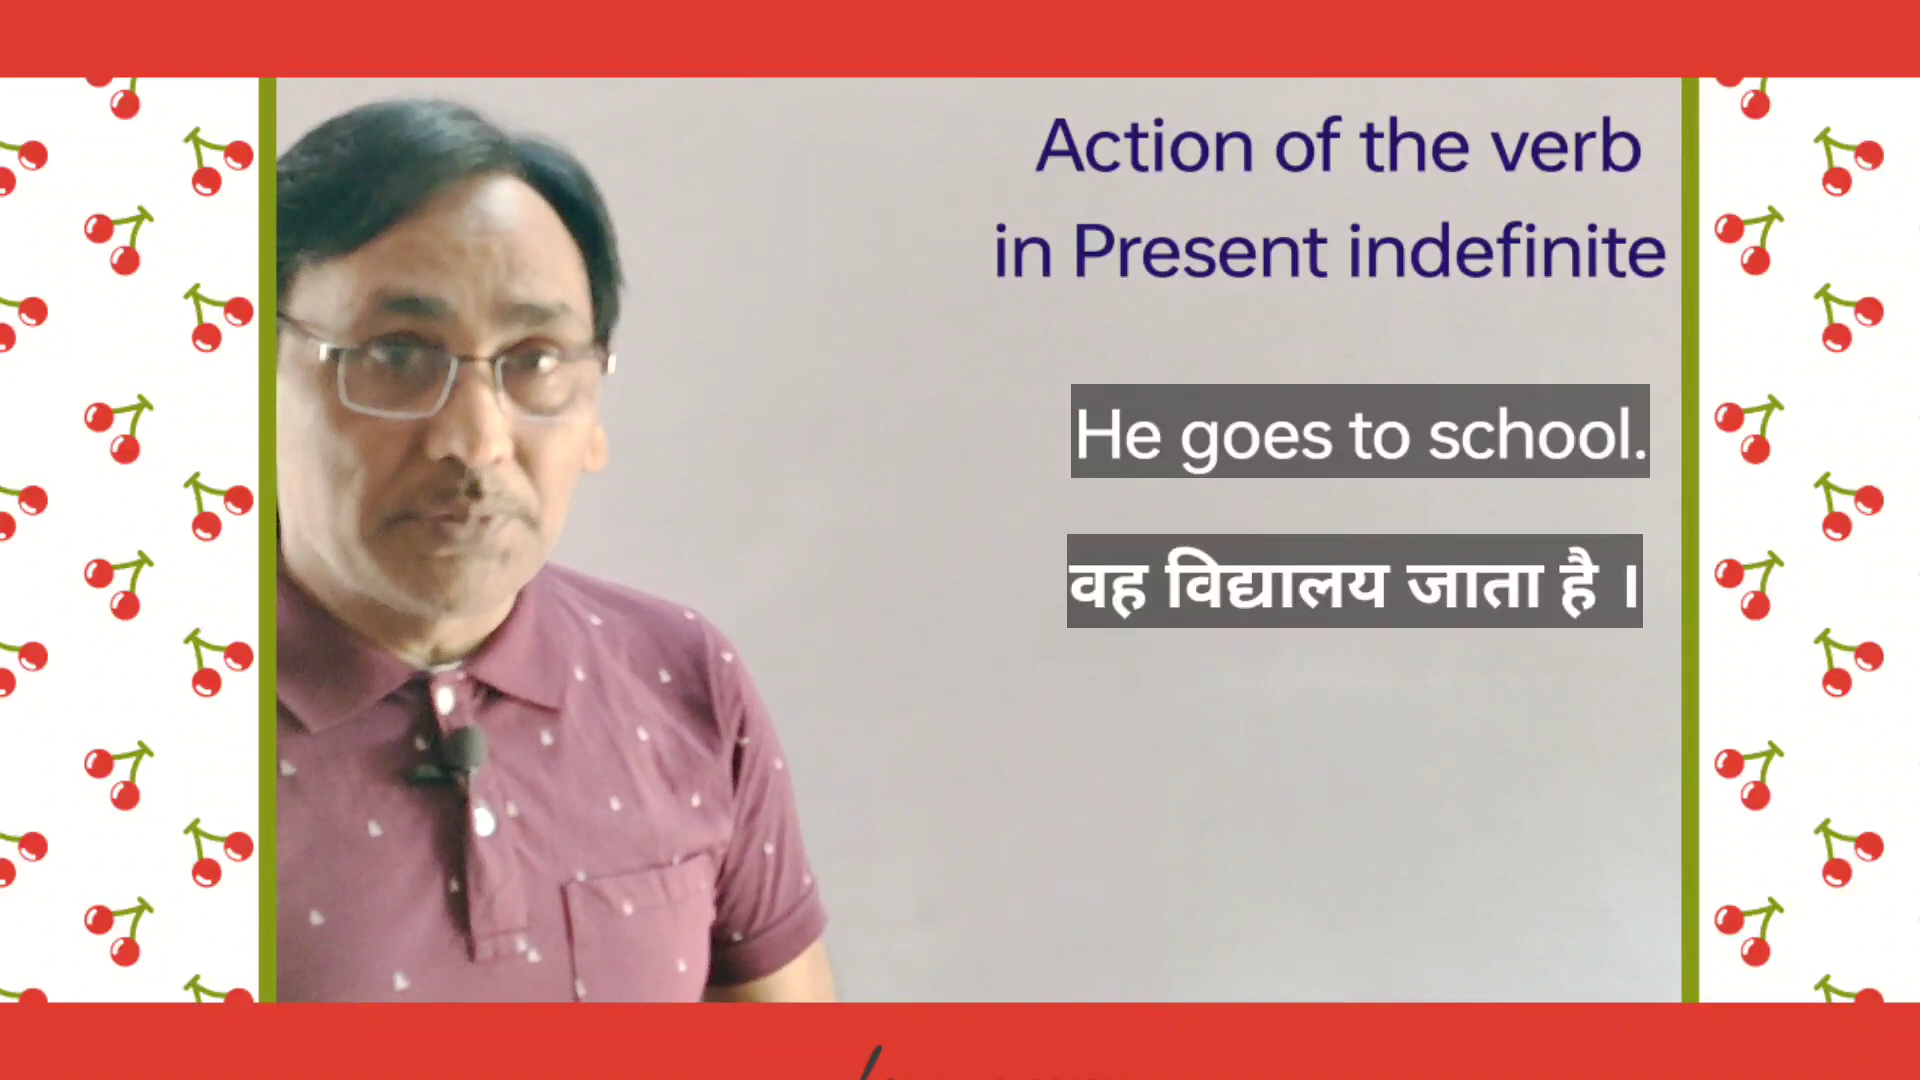 Action of the verb
in Present indefinite
He goes to school.
वह विद्यालय जाता है ।